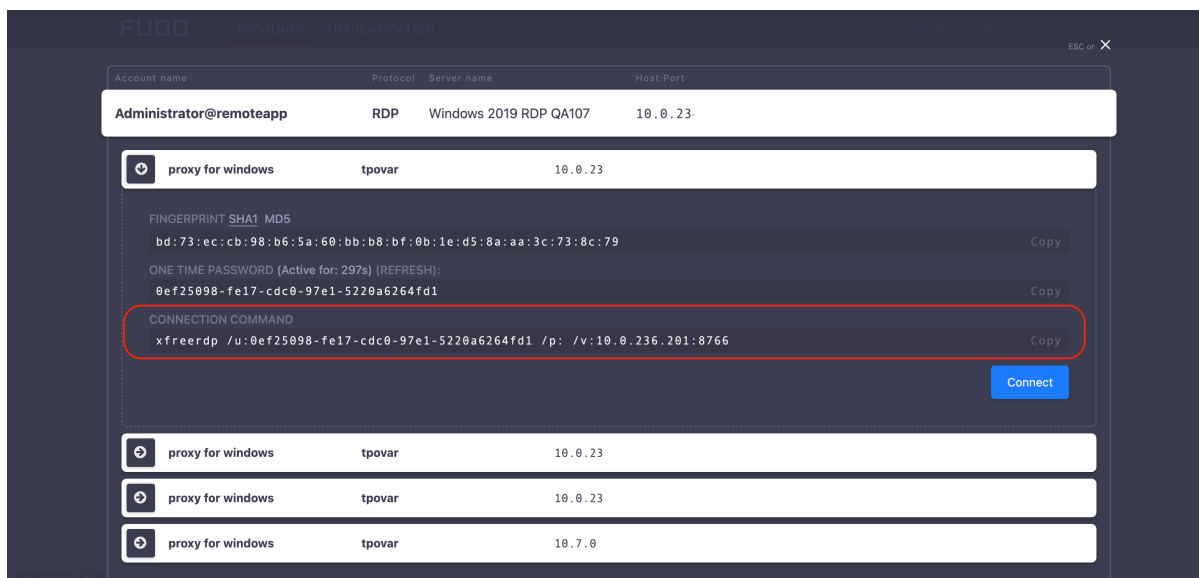 FUDO ACCOUNTS AUTHENTICATION
ESC or ×
Account name Protocol Server name Host:Port
Administrator@remoteapp RDP Windows 2019 RDP QA107 10.0.23
proxy for windows tpovar 10.0.23
FINGERPRINT SHA1 MD5
bd:73:ec:cb:98:b6:5a:60:bb:b8:bf:0b:1e:d5:8a:aa:3c:73:8c:79 Copy
ONE TIME PASSWORD (Active for: 297s) (REFRESH):
0ef25098-fe17-cdc0-97e1-5220a6264fd1 Copy
CONNECTION COMMAND
xfreerdp /u:0ef25098-fe17-cdc0-97e1-5220a6264fd1 /p: /v:10.0.236.201:8766 Copy
Connect
proxy for windows tpovar 10.0.23
proxy for windows tpovar 10.0.23
proxy for windows tpovar 10.7.0